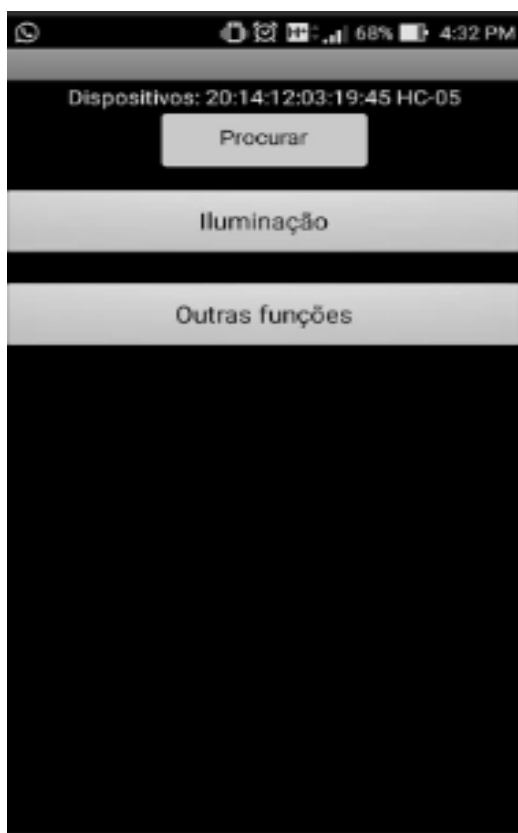 68% 4:32 PM
Dispositivos: 20:14:12:03:19:45 HC-05
Procurar
Iluminação
Outras funções